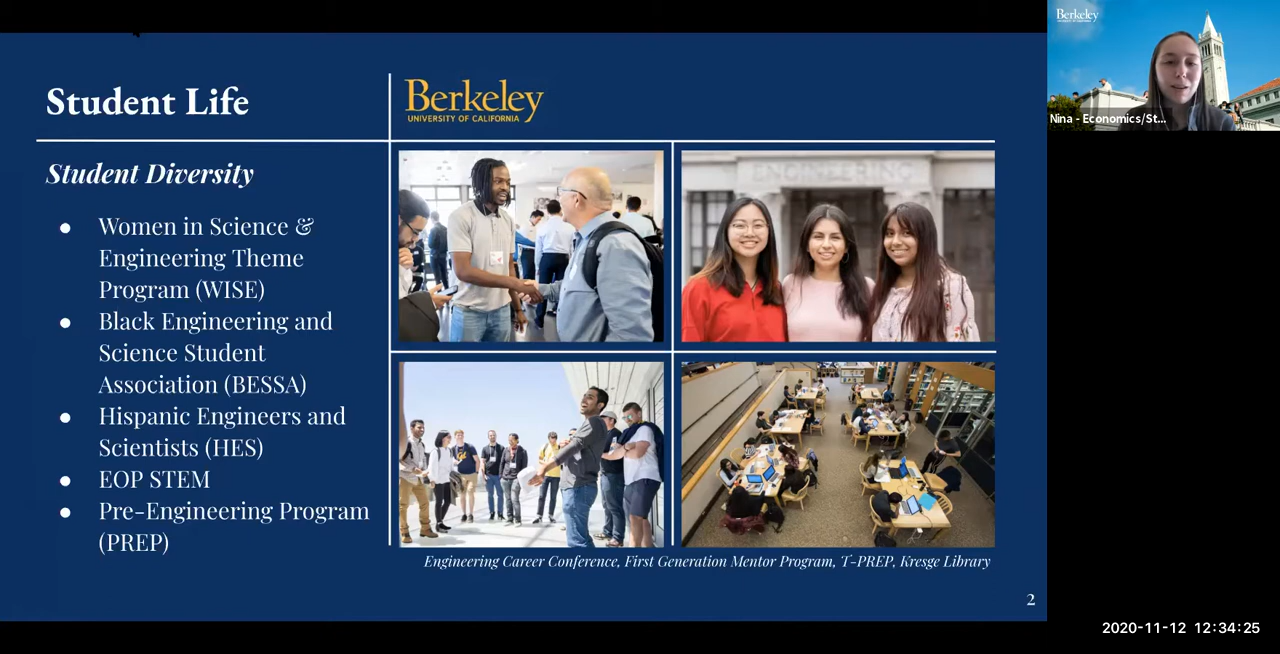 Student Life
Berkeley
UNIVERSITY OF CALIFORNIA
Student Diversity
● Women in Science &
Engineering Theme
Program (WISE)
● Black Engineering and
Science Student
Association (BESSA)
● Hispanic Engineers and
Scientists (HES)
● EOP STEM
● Pre-Engineering Program
(PREP)
ENGINEERING
Engineering Career Conference, First Generation Mentor Program, T-PREP, Kresge Library
2
Berkeley
Nina - Economics/St...
2020-11-12 12:34:25